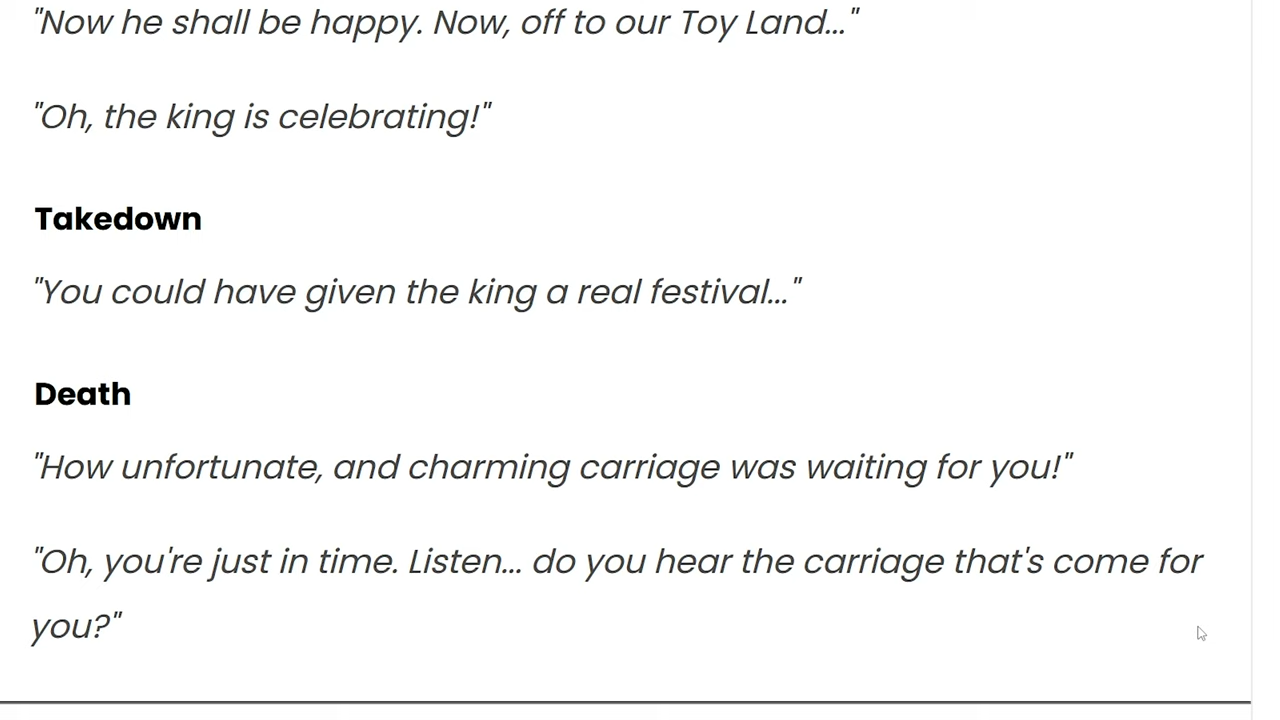 "Now he shall be happy. Now, off to our Toy Land..."
"Oh, the king is celebrating!"
Takedown
"You could have given the king a real festival..."
Death
"How unfortunate, and charming carriage was waiting for you!"
"Oh, you're just in time. Listen... do you hear the carriage that's come for
you?"